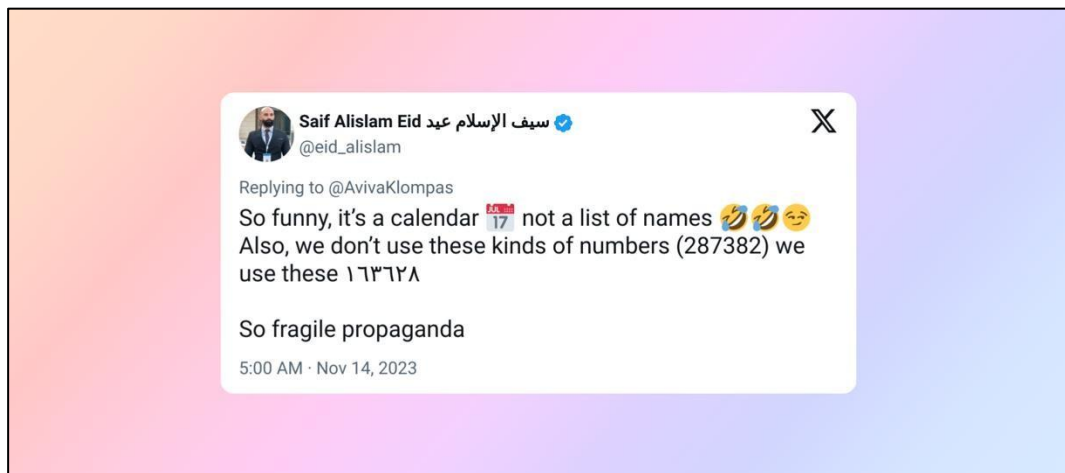 Saif Alislam Eid سيف الإسلام عيد
@eid_alislam
Replying to @AvivaKlompas
So funny, it’s a calendar 📅 not a list of names 🤣🤣😏
Also, we don’t use these kinds of numbers (287382) we
use these ١٦٣٦٢٨
So fragile propaganda
5:00 AM · Nov 14, 2023